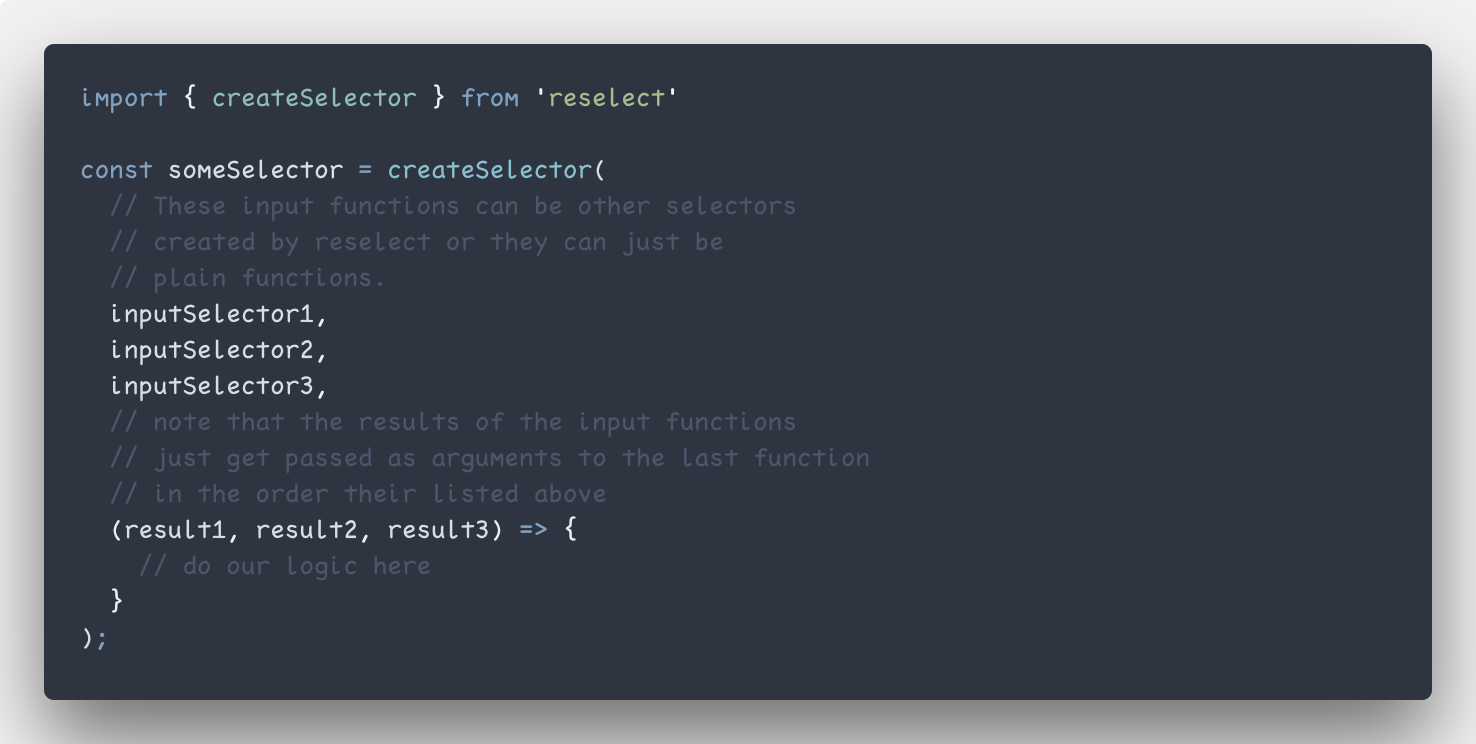 import { createSelector } from 'reselect'

const someSelector = createSelector(
  // These input functions can be other selectors
  // created by reselect or they can just be
  // plain functions.
  inputSelector1,
  inputSelector2,
  inputSelector3,
  // note that the results of the input functions
  // just get passed as arguments to the last function
  // in the order their listed above
  (result1, result2, result3) => {
    // do our logic here
  }
);